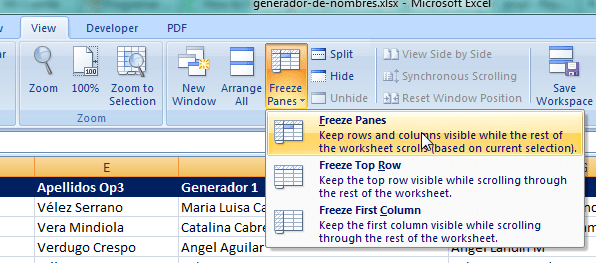 generador-de-nombres.xlsx - Microsoft Excel
View Developer PDF
Zoom 100% Zoom to Selection
New Window Arrange All Freeze Panes
Split
Hide
Unhide
View Side by Side
Synchronous Scrolling
Reset Window Position
Save Workspace
Zoom
Freeze Panes
Keep rows and columns visible while the rest of
the worksheet scrolls (based on current selection).
Freeze Top Row
Keep the top row visible while scrolling through
the rest of the worksheet.
Freeze First Column
Keep the first column visible while scrolling
through the rest of the worksheet.
E
Apellidos Op3 Generador 1
Vélez Serrano Maria Luisa Ca
Vera Mindiola Catalina Cabre
Verdugo Crespo Angel Aguilar